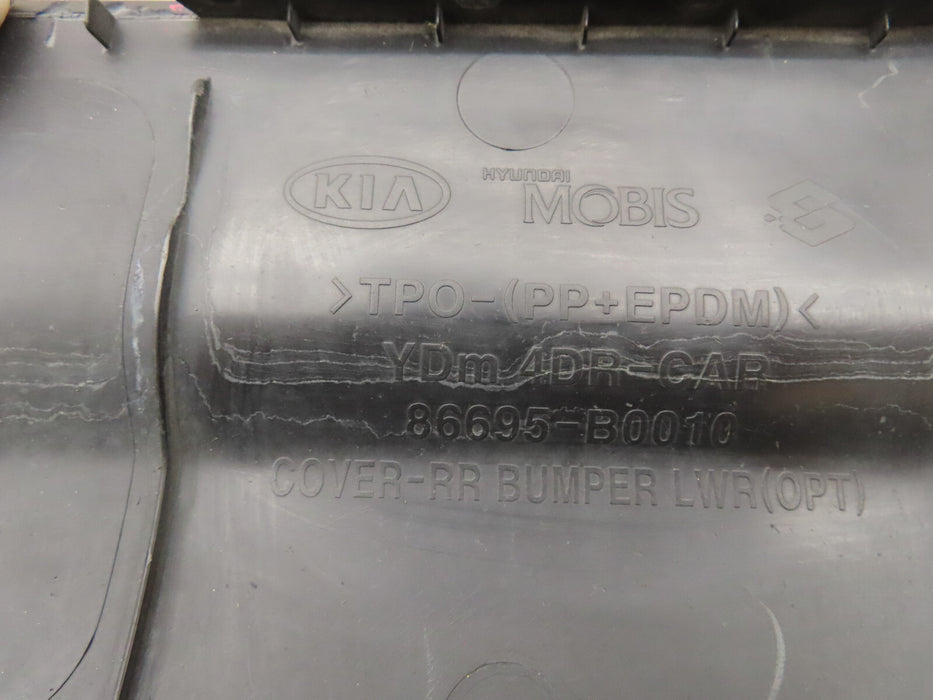 KIA
HYUNDAI
MOBIS
>TPO-(PP+EPDM)<
YDm 4DR-CAR
86695-B0010
COVER-RR BUMPER LWR(OPT)